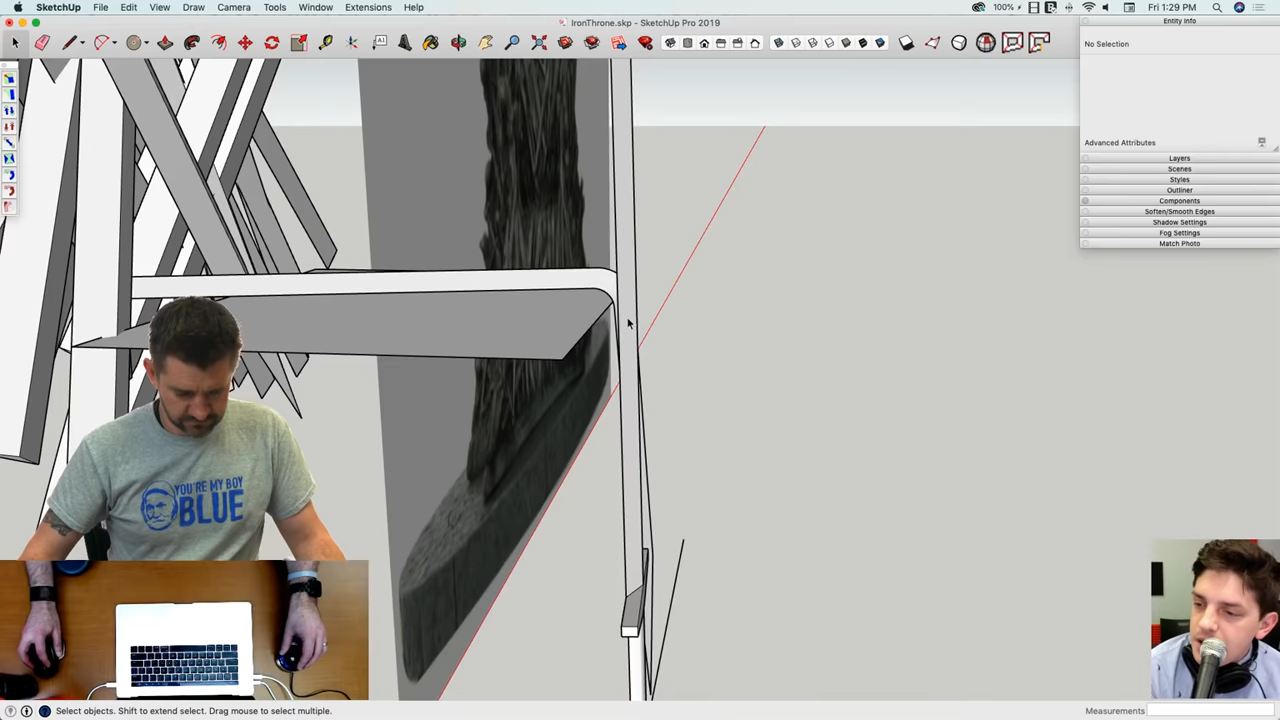 SketchUp File Edit View Draw Camera Tools Window Extensions Help
100% Fri 1:29 PM
IronThrone.skp - SketchUp Pro 2019
Entity Info
No Selection
Advanced Attributes
Layers
Scenes
Styles
Outliner
Components
Soften/Smooth Edges
Shadow Settings
Fog Settings
Match Photo
YOU'RE MY BOY
BLUE
Select objects. Shift to extend select. Drag mouse to select multiple.
Measurements